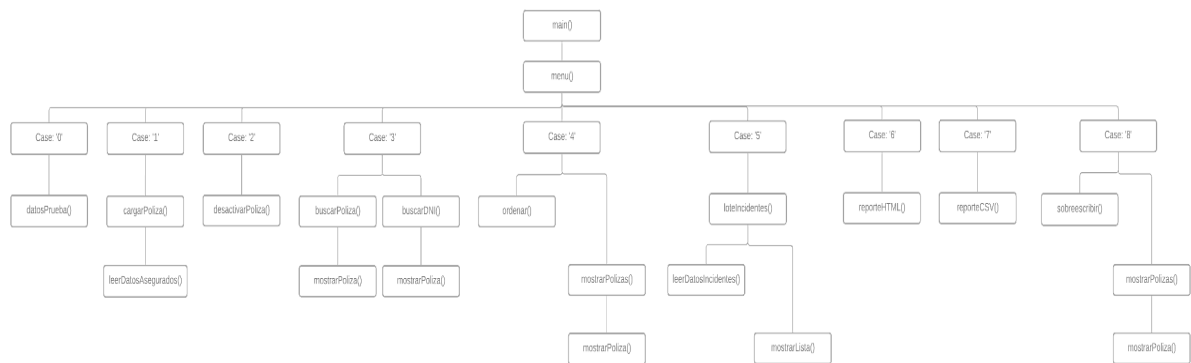 main()
menu()
Case: '0'
Case: '1'
Case: '2'
Case: '3'
Case: '4'
Case: '5'
Case: '6'
Case: '7'
Case: '8'
datosPrueba()
cargarPoliza()
desactivarPoliza()
buscarPoliza()
buscarDNI()
ordenar()
loteIncidentes()
reporteHTML()
reporteCSV()
sobreescribir()
leerDatosAsegurados()
mostrarPoliza()
mostrarPoliza()
mostrarPolizas()
leerDatosIncidentes()
mostrarPolizas()
mostrarPoliza()
mostrarLista()
mostrarPoliza()